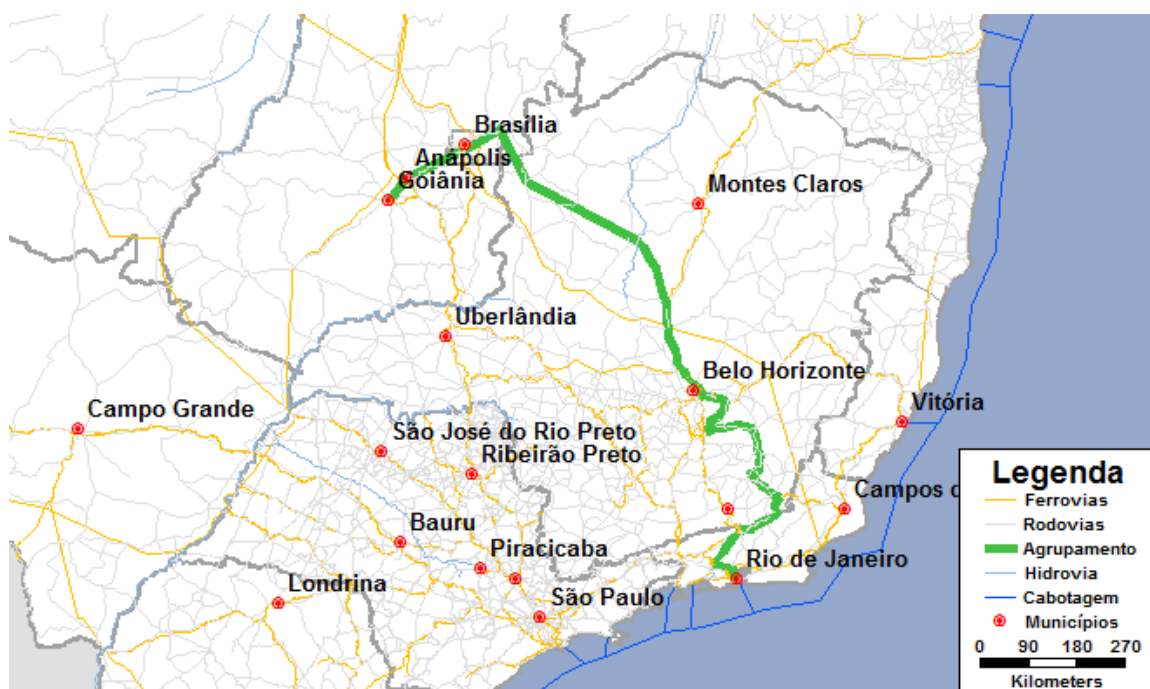 Brasília
Anápolis
Goiânia
Montes Claros
Uberlândia
Belo Horizonte
Campo Grande
Vitória
São José do Rio Preto
Ribeirão Preto
Campos d
Bauru
Piracicaba
Rio de Janeiro
Londrina
São Paulo
Legenda
Ferrovias
Rodovias
Agrupamento
Hidrovia
Cabotagem
Municípios
0 90 180 270
Kilometers